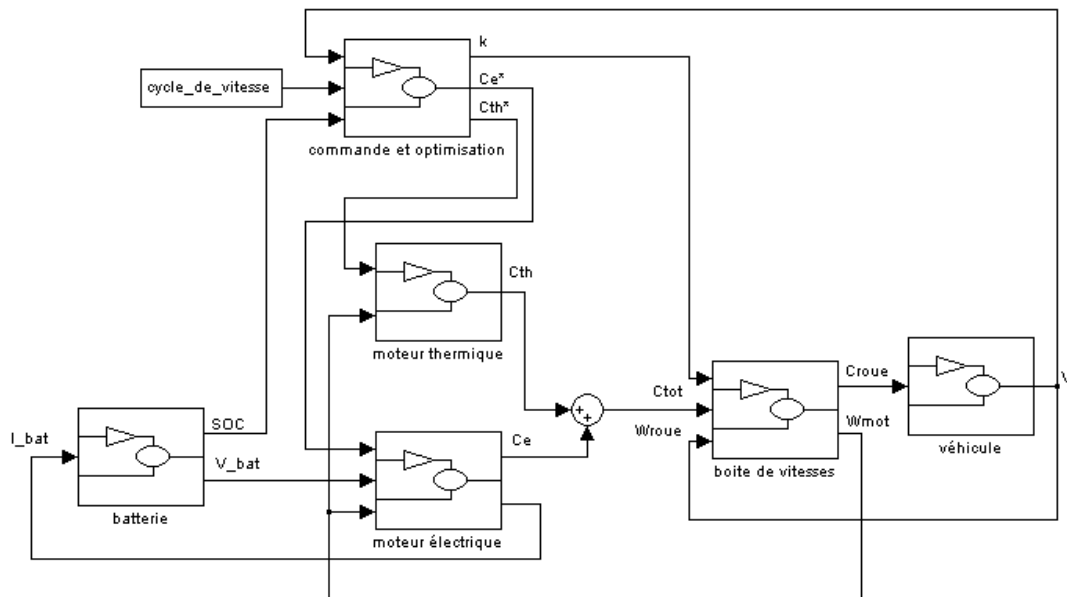 k
cycle_de_vitesse
Ce*
Cth*
commande et optimisation
Cth
moteur thermique
Croue
Ctot
V
Wroue
Wmot
SOC
I_bat
Ce
V_bat
véhicule
boite de vitesses
batterie
moteur électrique